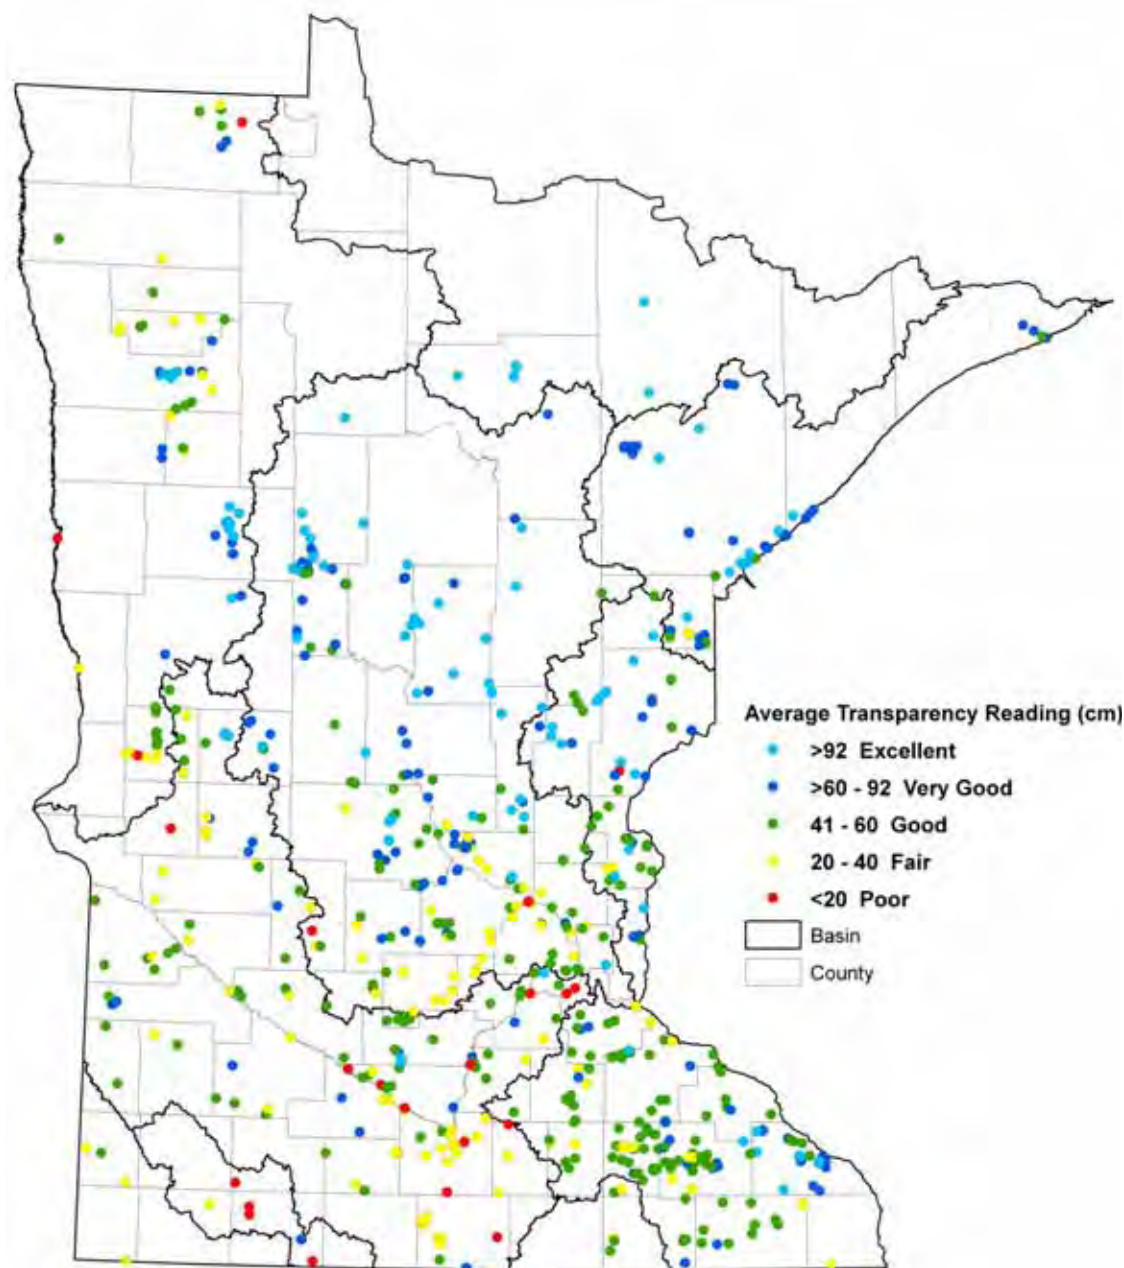 Average Transparency Reading (cm)
>92 Excellent
>60 - 92 Very Good
41 - 60 Good
20 - 40 Fair
<20 Poor
Basin
County